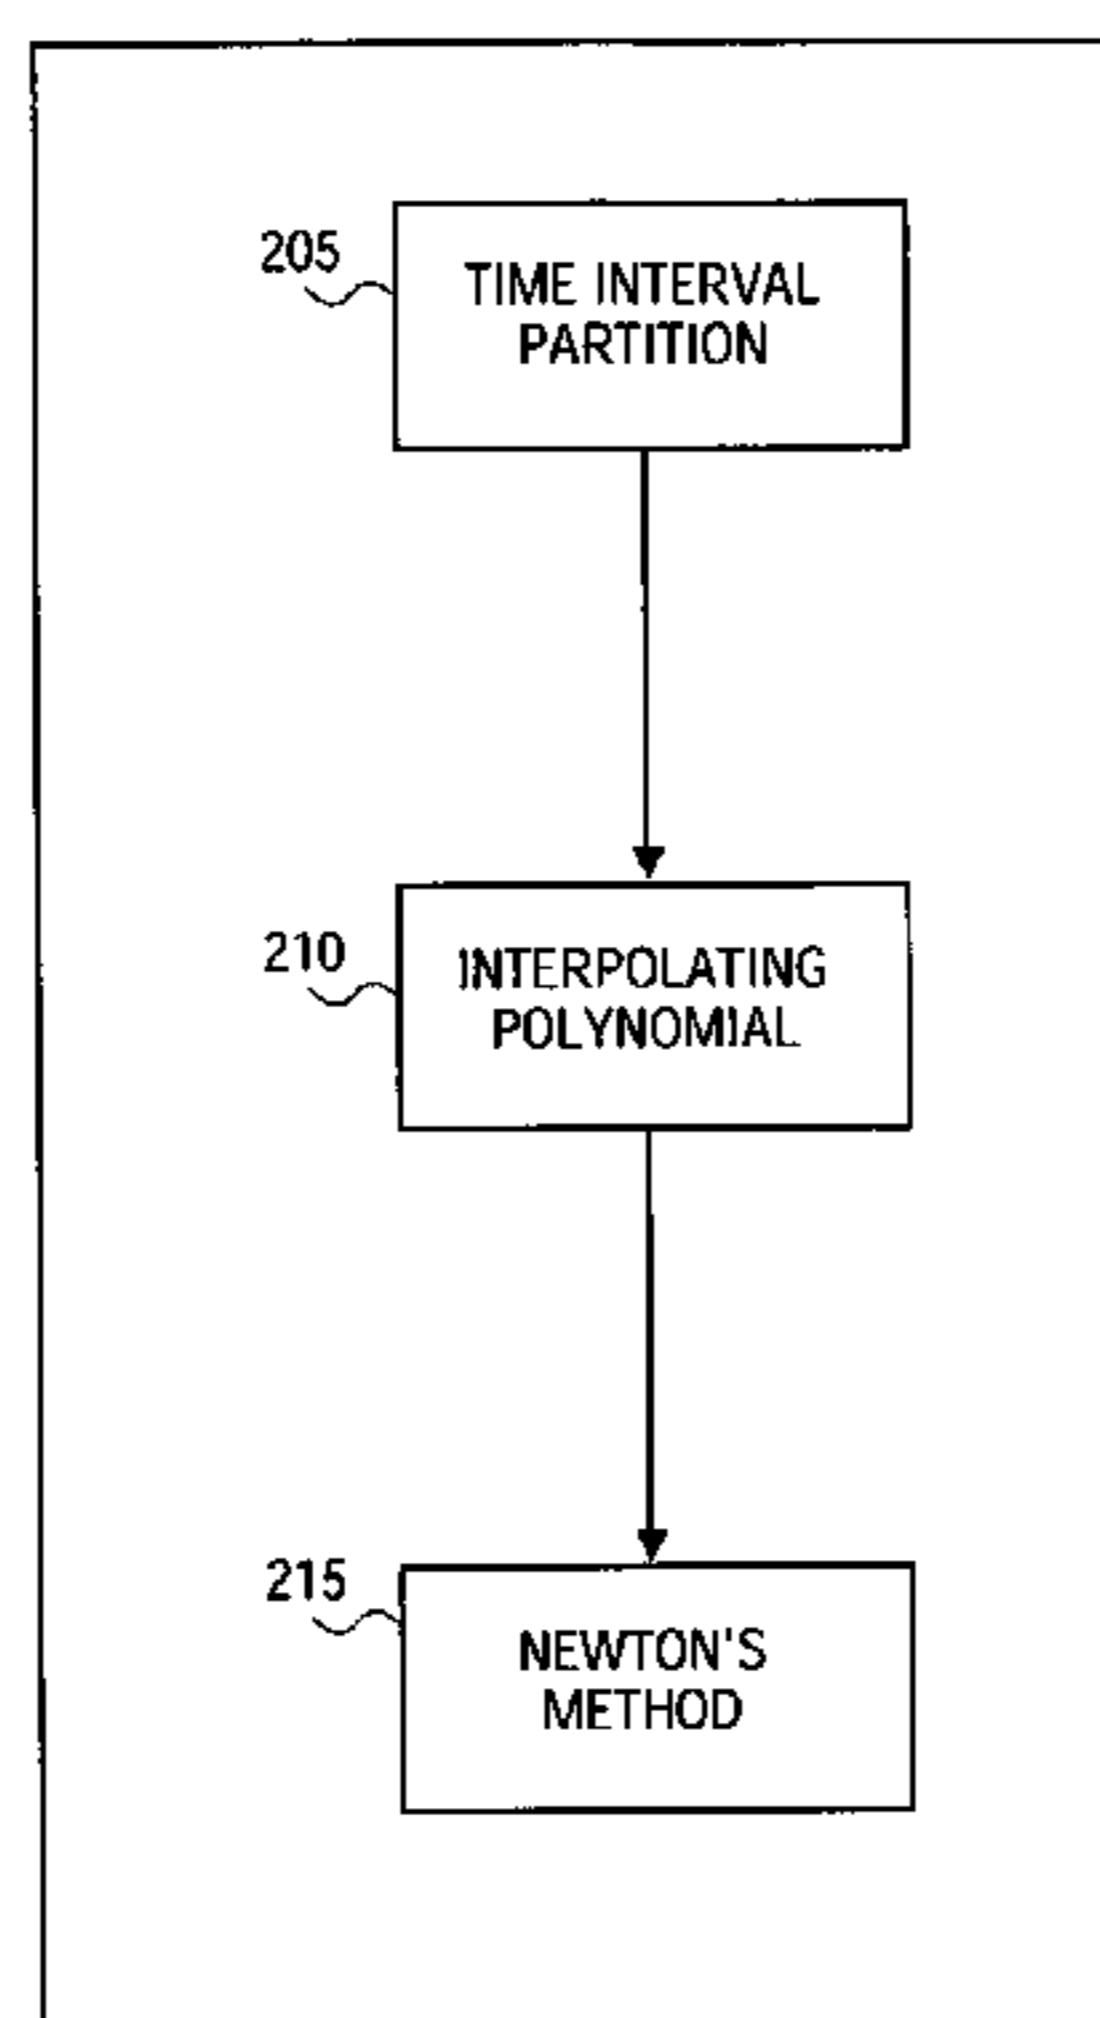 205
TIME INTERVAL
PARTITION
210
INTERPOLATING
POLYNOMIAL
215
NEWTON'S
METHOD